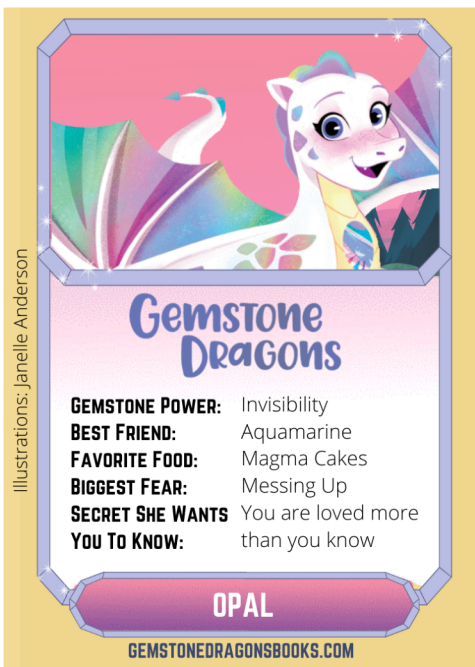 Illustrations: Janelle Anderson
GEMSTONE
DRAGONS
GEMSTONE POWER: Invisibility
BEST FRIEND: Aquamarine
FAVORITE FOOD: Magma Cakes
BIGGEST FEAR: Messing Up
SECRET SHE WANTS You are loved more
YOU TO KNOW: than you know
OPAL
GEMSTONEDRAGONSBOOKS.COM